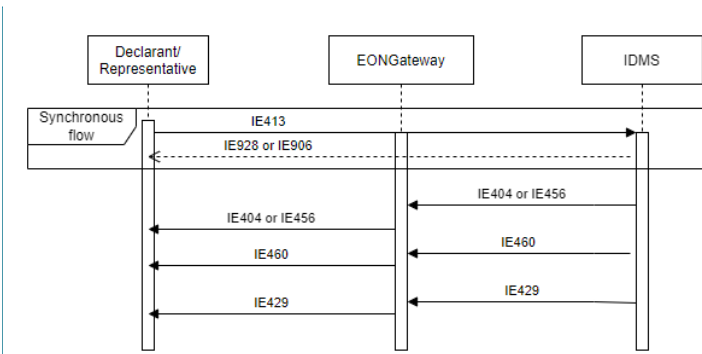 Declarant/
Representative
EONGateway
IDMS
Synchronous
flow
IE413
IE928 or IE906
IE404 or IE456
IE404 or IE456
IE460
IE460
IE429
IE429